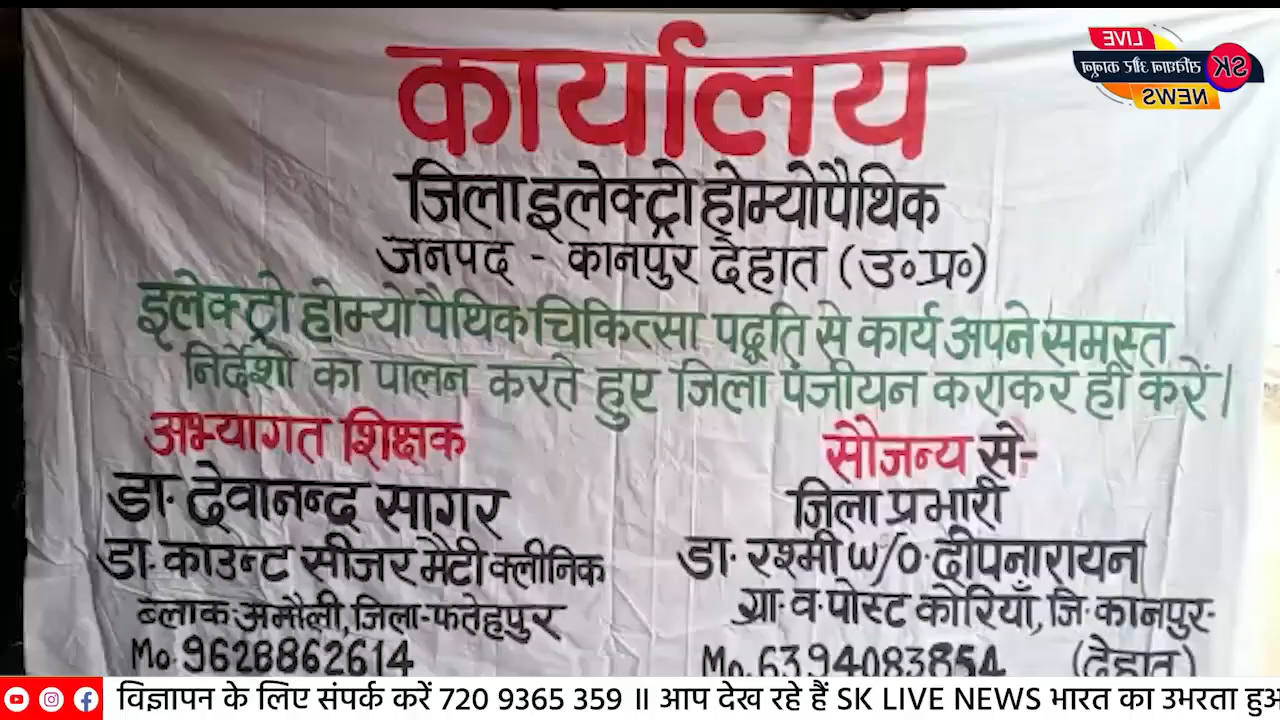 LIVE
SK संविधान और कानून
NEWS
कार्यालय
जिला इलेक्ट्रो होम्योपैथिक
जनपद - कानपुर देहात (उ०प्र०)
इलेक्ट्रो होम्यो पैथिक चिकित्सा पद्धति से कार्य अपने समस्त
निर्देशो का पालन करते हुए जिला पंजीयन कराकर ही करें।
अभ्यागत शिक्षक
डा. देवानन्द सागर
डा. काउन्ट सीजर मैटी क्लीनिक
ब्लाक-अमौली, जिला-फतेहपुर
Mo. 9628862614
सौजन्य से-
जिला प्रभारी
डा. रश्मी w/o. दीपनारायन
ग्रा. व. पोस्ट कोरियाँ, जि. कानपुर-
Mo. 6394083854 (देहात)
विज्ञापन के लिए संपर्क करें 720 9365 359 ॥ आप देख रहे हैं SK LIVE NEWS भारत का उभरता हुअ